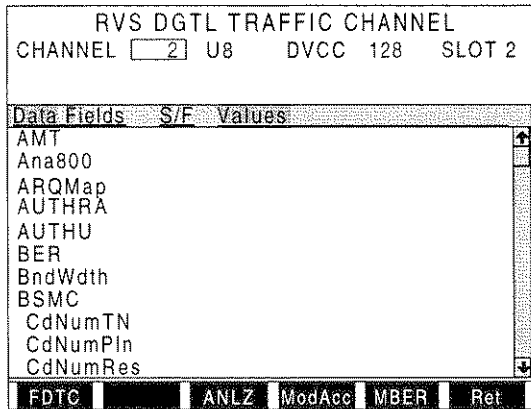 RVS DGTL TRAFFIC CHANNEL
CHANNEL 2 U8 DVCC 128 SLOT 2
Data Fields S/F Values
AMT
Ana800
ARQMap
AUTHRA
AUTHU
BER
BndWdth
BSMC
CdNumTN
CdNumPln
CdNumRes
FDTC ANLZ ModAcc MBER Ret